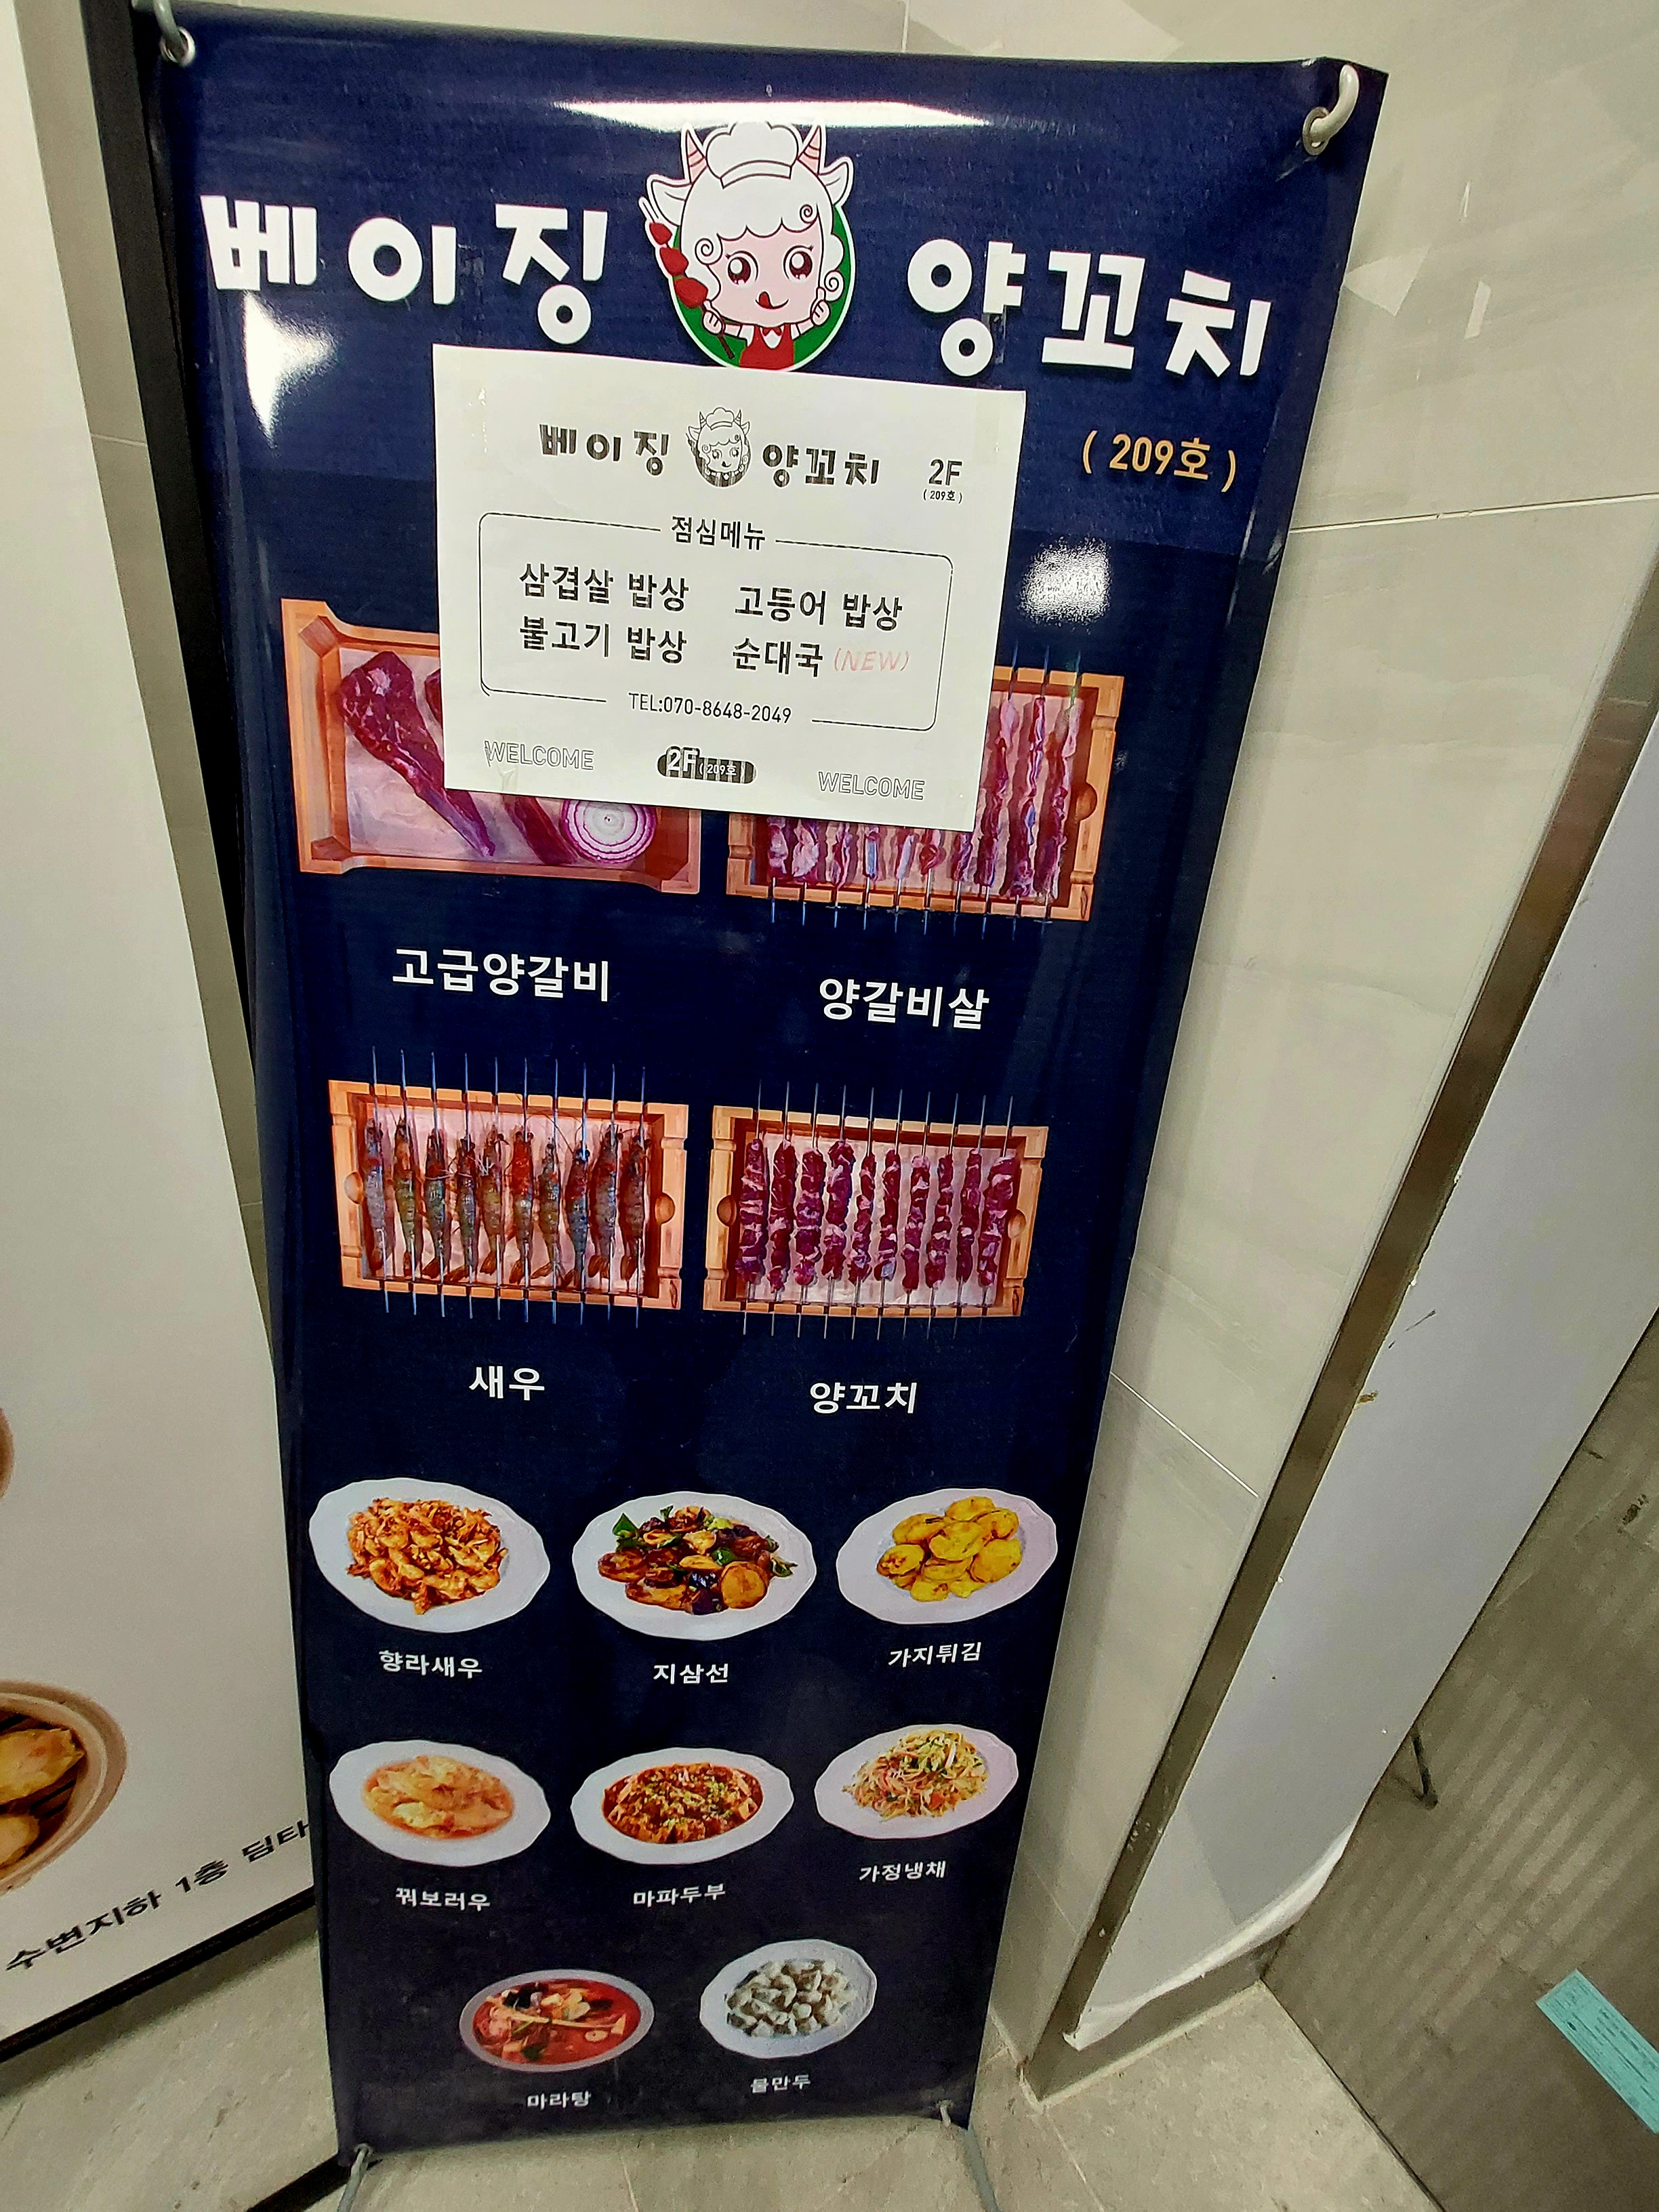 베이징 양꼬치
( 209호 )
베이징 양꼬치 2F
( 209호 )
점심메뉴
삼겹살 밥상 고등어 밥상
불고기 밥상 순대국 (NEW)
TEL:070-8648-2049
WELCOME 2F ( 209호 ) WELCOME
고급양갈비 양갈비살
새우 양꼬치
향라새우 지삼선 가지튀김
꿔보러우 마파두부 가정냉채
마라탕 물만두
수변지하 1층 딤타